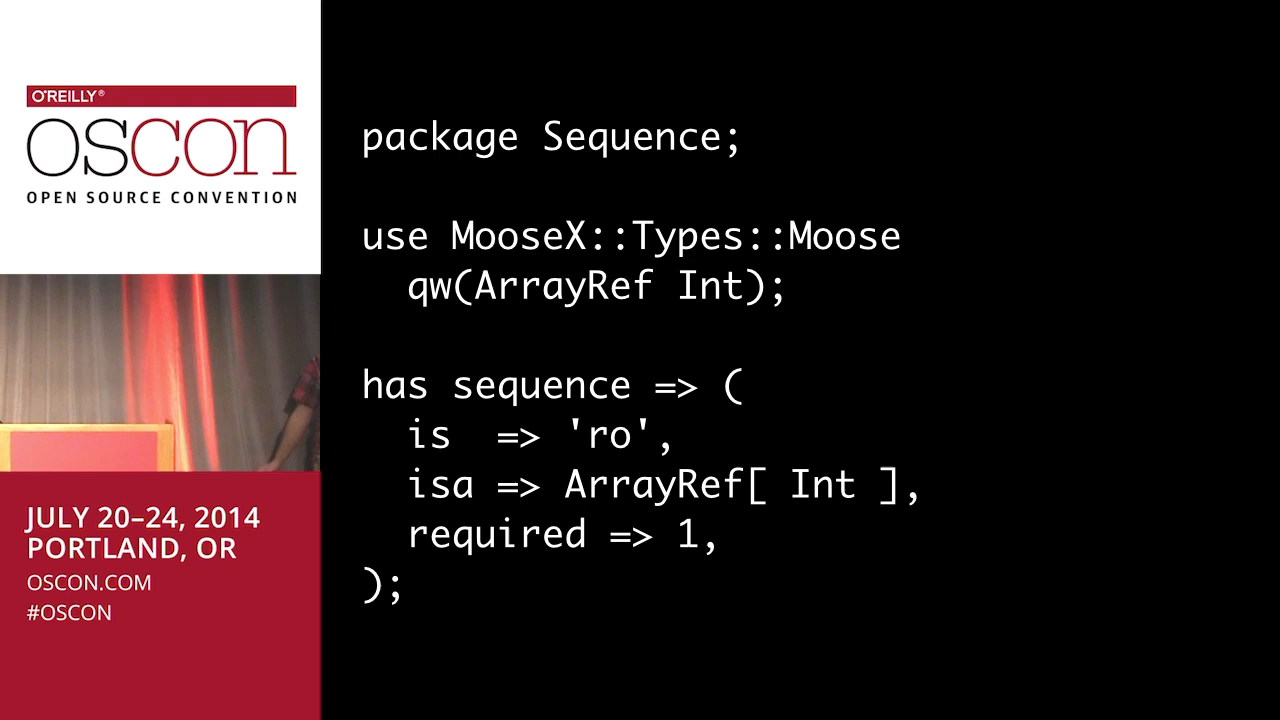 O'REILLY®
OSCON
OPEN SOURCE CONVENTION
JULY 20–24, 2014
PORTLAND, OR
OSCON.COM
#OSCON
package Sequence;
use MooseX::Types::Moose
  qw(ArrayRef Int);
has sequence => (
  is  => 'ro',
  isa => ArrayRef[ Int ],
  required => 1,
);